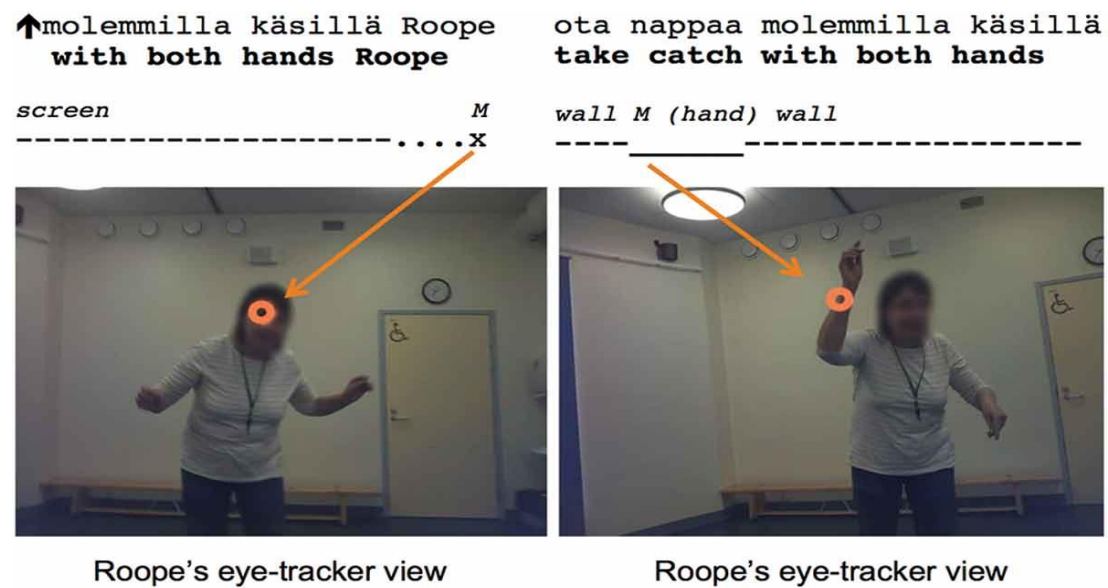 ↑molemmilla käsillä Roope
with both hands Roope
screen M
-----------------------....x
ota nappaa molemmilla käsillä
take catch with both hands
wall M (hand) wall
----______------------------
Roope's eye-tracker view
Roope's eye-tracker view